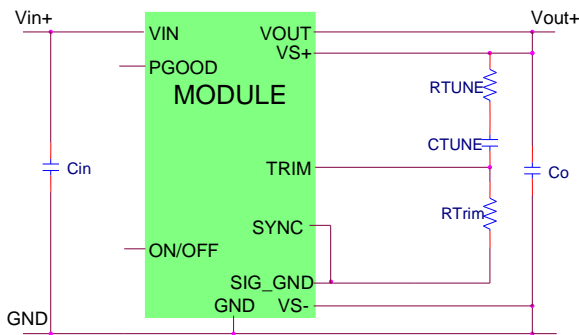 Vin+
Vout+
VIN
VOUT
VS+
PGOOD
MODULE
RTUNE
CTUNE
TRIM
Cin
Co
RTrim
SYNC
ON/OFF
SIG_GND
GND
VS-
GND